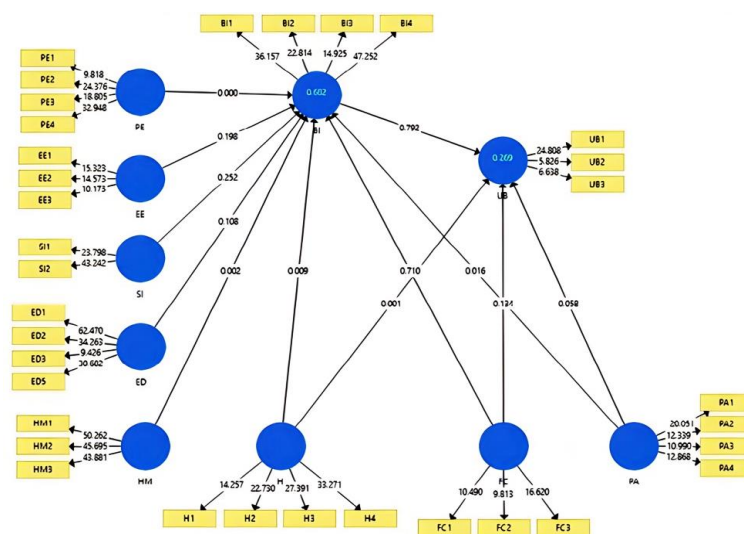 BI1 BI2 BI3 BI4
36.157 22.814 14.925 47.252
PE1
PE2
PE3
PE4
9.818
24.376
18.805
32.948
PE
0.000
0.602
BI
0.792
EE1
EE2
EE3
15.323
14.573
10.173
EE
0.198
0.269
UB
24.808
5.826
6.638
UB1
UB2
UB3
SI1
SI2
23.798
43.242
SI
0.252
0.108
0.002
0.009
0.710
0.016
0.001
0.134
0.058
ED1
ED2
ED3
ED5
62.470
34.263
9.426
30.602
ED
HM1
HM2
HM3
50.262
45.695
43.881
HM
H
14.257 22.730 27.391 33.271
H1 H2 H3 H4
FC
10.490 9.813 16.620
FC1 FC2 FC3
PA
20.051
12.339
10.990
12.868
PA1
PA2
PA3
PA4